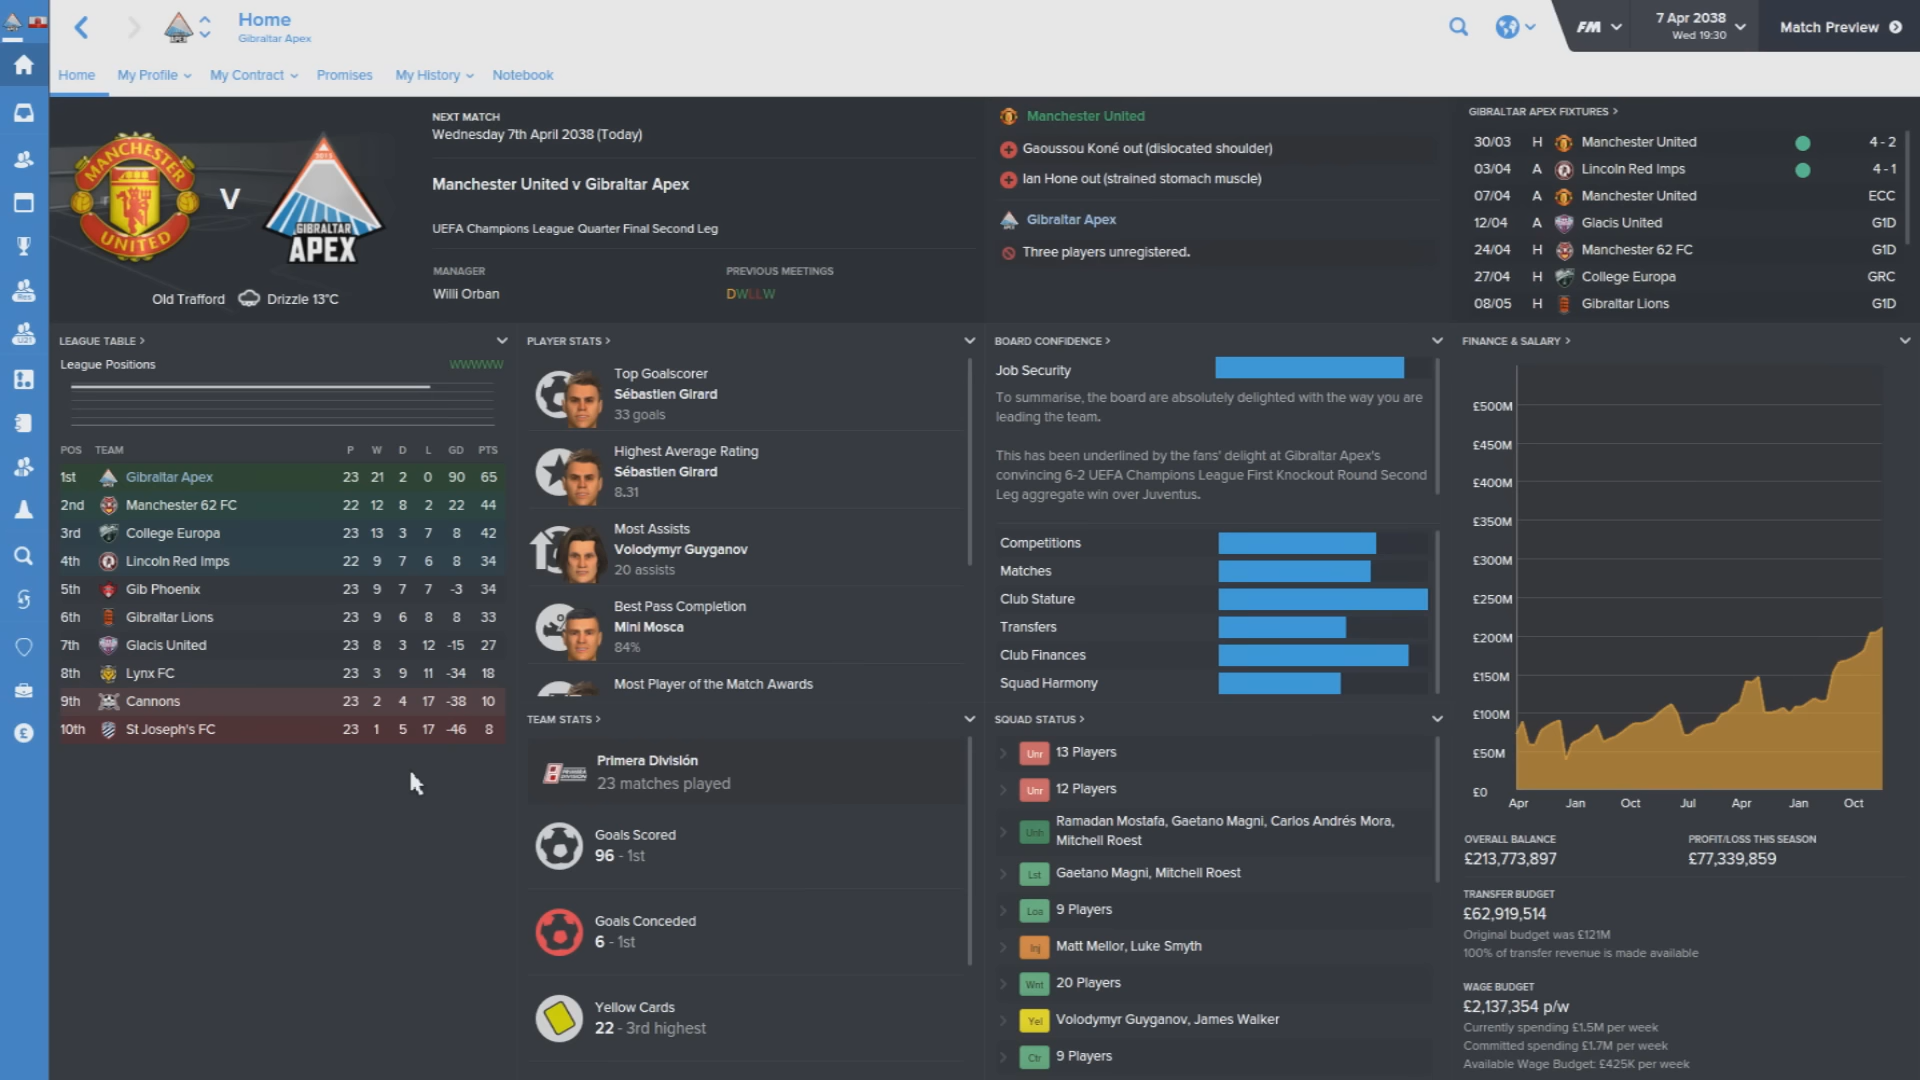 Home
Gibraltar Apex
FM
7 Apr 2038
Wed 19:30
Match Preview
Home
My Profile
My Contract
Promises
My History
Notebook
MANCHESTER
UNITED
V
GIBRALTAR
APEX
Old Trafford
Drizzle 13°C
NEXT MATCH
Wednesday 7th April 2038 (Today)
Manchester United v Gibraltar Apex
UEFA Champions League Quarter Final Second Leg
MANAGER
Willi Orban
PREVIOUS MEETINGS
DWLLW
Manchester United
Gaoussou Koné out (dislocated shoulder)
Ian Hone out (strained stomach muscle)
Gibraltar Apex
Three players unregistered.
GIBRALTAR APEX FIXTURES >
30/03 H Manchester United 4 - 2
03/04 A Lincoln Red Imps 4 - 1
07/04 A Manchester United ECC
12/04 A Glacis United G1D
24/04 H Manchester 62 FC G1D
27/04 H College Europa GRC
08/05 H Gibraltar Lions G1D
LEAGUE TABLE >
League Positions WWWWW
POS TEAM P W D L GD PTS
1st Gibraltar Apex 23 21 2 0 90 65
2nd Manchester 62 FC 22 12 8 2 22 44
3rd College Europa 23 13 3 7 8 42
4th Lincoln Red Imps 22 9 7 6 8 34
5th Gib Phoenix 23 9 7 7 -3 34
6th Gibraltar Lions 23 9 6 8 8 33
7th Glacis United 23 8 3 12 -15 27
8th Lynx FC 23 3 9 11 -34 18
9th Cannons 23 2 4 17 -38 10
10th St Joseph's FC 23 1 5 17 -46 8
PLAYER STATS >
Top Goalscorer
Sébastien Girard
33 goals
Highest Average Rating
Sébastien Girard
8.31
Most Assists
Volodymyr Guyganov
20 assists
Best Pass Completion
Mini Mosca
84%
Most Player of the Match Awards
TEAM STATS >
Primera División
23 matches played
Goals Scored
96 - 1st
Goals Conceded
6 - 1st
Yellow Cards
22 - 3rd highest
BOARD CONFIDENCE >
Job Security
To summarise, the board are absolutely delighted with the way you are
leading the team.
This has been underlined by the fans' delight at Gibraltar Apex's
convincing 6-2 UEFA Champions League First Knockout Round Second
Leg aggregate win over Juventus.
Competitions
Matches
Club Stature
Transfers
Club Finances
Squad Harmony
SQUAD STATUS >
Unr 13 Players
Unr 12 Players
Unh Ramadan Mostafa, Gaetano Magni, Carlos Andrés Mora,
Mitchell Roest
Lst Gaetano Magni, Mitchell Roest
Loa 9 Players
Inj Matt Mellor, Luke Smyth
Wnt 20 Players
Yel Volodymyr Guyganov, James Walker
Ctr 9 Players
FINANCE & SALARY >
£500M
£450M
£400M
£350M
£300M
£250M
£200M
£150M
£100M
£50M
£0
Apr Jan Oct Jul Apr Jan Oct
OVERALL BALANCE
£213,773,897
PROFIT/LOSS THIS SEASON
£77,339,859
TRANSFER BUDGET
£62,919,514
Original budget was £121M
100% of transfer revenue is made available
WAGE BUDGET
£2,137,354 p/w
Currently spending £1.5M per week
Committed spending £1.7M per week
Available Wage Budget: £425K per week